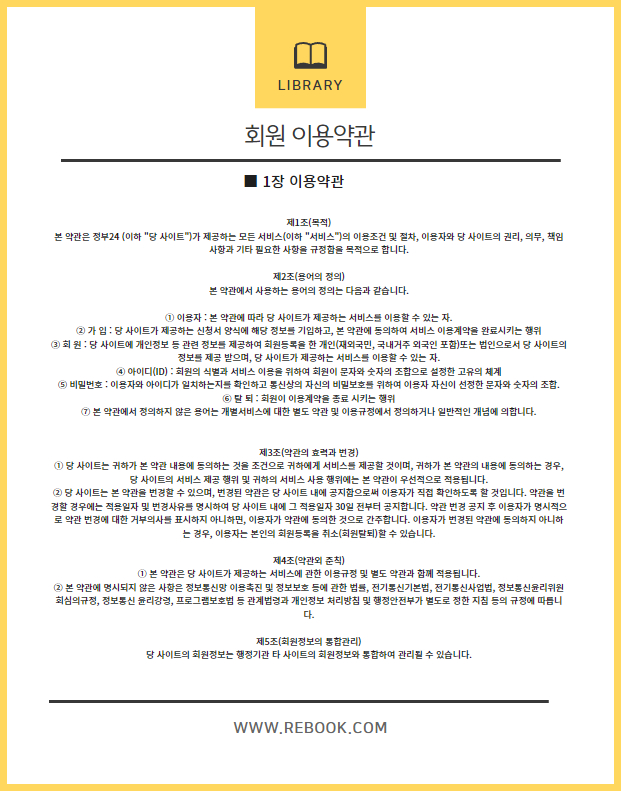 LIBRARY
회원 이용약관
■ 1장 이용약관
제1조(목적)
본 약관은 정부24 (이하 "당 사이트")가 제공하는 모든 서비스(이하 "서비스")의 이용조건 및 절차, 이용자와 당 사이트의 권리, 의무, 책임
사항과 기타 필요한 사항을 규정함을 목적으로 합니다.
제2조(용어의 정의)
본 약관에서 사용하는 용어의 정의는 다음과 같습니다.
① 이용자 : 본 약관에 따라 당 사이트가 제공하는 서비스를 이용할 수 있는 자.
② 가 입 : 당 사이트가 제공하는 신청서 양식에 해당 정보를 기입하고, 본 약관에 동의하여 서비스 이용계약을 완료시키는 행위
③ 회 원 : 당 사이트에 개인정보 등 관련 정보를 제공하여 회원등록을 한 개인(재외국민, 국내거주 외국인 포함)또는 법인으로서 당 사이트의
정보를 제공 받으며, 당 사이트가 제공하는 서비스를 이용할 수 있는 자.
④ 아이디(ID) : 회원의 식별과 서비스 이용을 위하여 회원이 문자와 숫자의 조합으로 설정한 고유의 체계
⑤ 비밀번호 : 이용자와 아이디가 일치하는지를 확인하고 통신상의 자신의 비밀보호를 위하여 이용자 자신이 선정한 문자와 숫자의 조합.
⑥ 탈 퇴 : 회원이 이용계약을 종료 시키는 행위
⑦ 본 약관에서 정의하지 않은 용어는 개별서비스에 대한 별도 약관 및 이용규정에서 정의하거나 일반적인 개념에 의합니다.
제3조(약관의 효력과 변경)
① 당 사이트는 귀하가 본 약관 내용에 동의하는 것을 조건으로 귀하에게 서비스를 제공할 것이며, 귀하가 본 약관의 내용에 동의하는 경우,
당 사이트의 서비스 제공 행위 및 귀하의 서비스 사용 행위에는 본 약관이 우선적으로 적용됩니다.
② 당 사이트는 본 약관을 변경할 수 있으며, 변경된 약관은 당 사이트 내에 공지함으로써 이용자가 직접 확인하도록 할 것입니다. 약관을 변
경할 경우에는 적용일자 및 변경사유를 명시하여 당 사이트 내에 그 적용일자 30일 전부터 공지합니다. 약관 변경 공지 후 이용자가 명시적으
로 약관 변경에 대한 거부의사를 표시하지 아니하면, 이용자가 약관에 동의한 것으로 간주합니다. 이용자가 변경된 약관에 동의하지 아니하
는 경우, 이용자는 본인의 회원등록을 취소(회원탈퇴)할 수 있습니다.
제4조(약관외 준칙)
① 본 약관은 당 사이트가 제공하는 서비스에 관한 이용규정 및 별도 약관과 함께 적용됩니다.
② 본 약관에 명시되지 않은 사항은 정보통신망 이용촉진 및 정보보호 등에 관한 법률, 전기통신기본법, 전기통신사업법, 정보통신윤리위원
회심의규정, 정보통신 윤리강령, 프로그램보호법 등 관계법령과 개인정보 처리방침 및 행정안전부가 별도로 정한 지침 등의 규정에 따릅니
다.
제5조(회원정보의 통합관리)
당 사이트의 회원정보는 행정기관 타 사이트의 회원정보와 통합하여 관리될 수 있습니다.
WWW.REBOOK.COM